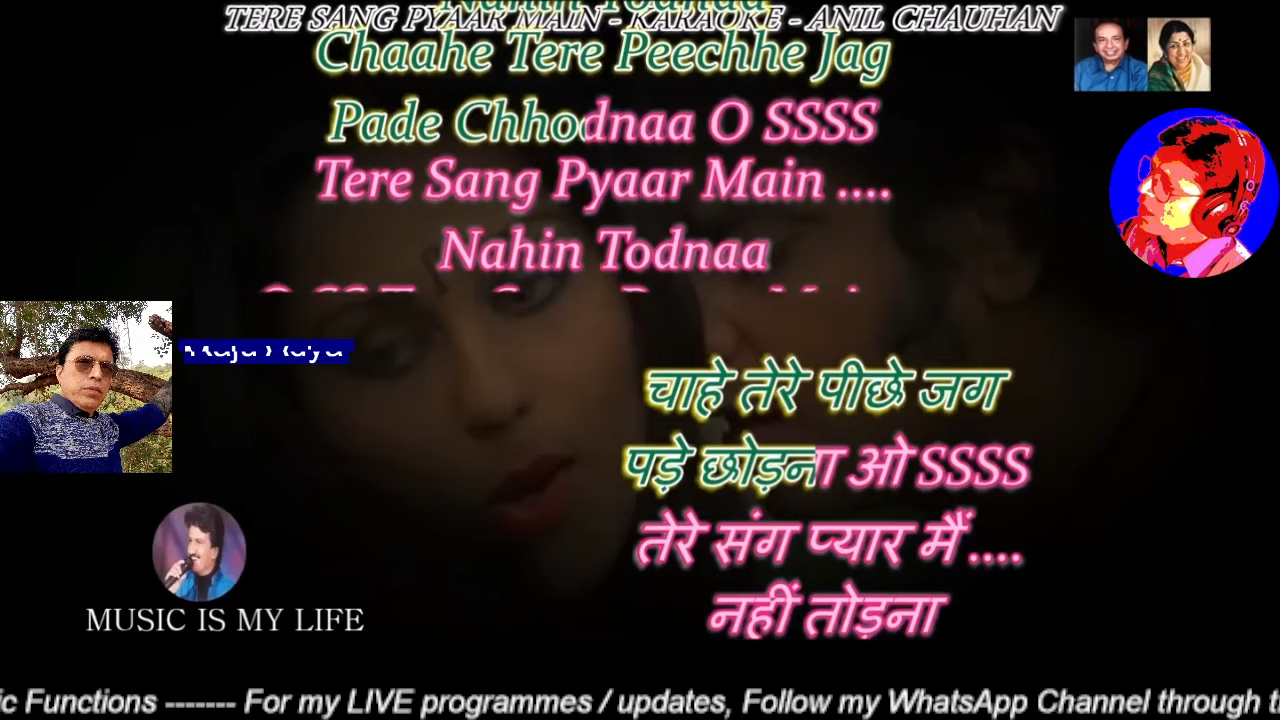 Nahin Todnaa
TERE SANG PYAAR MAIN - KARAOKE - ANIL CHAUHAN
Chaahe Tere Peechhe Jag
Pade Chhodnaa O SSSS
Tere Sang Pyaar Main ....
Nahin Todnaa
चाहे तेरे पीछे जग
पड़े छोड़ना ओ SSSS
तेरे संग प्यार मैं ....
नहीं तोड़ना
MUSIC IS MY LIFE
ic Functions ------- For my LIVE programmes / updates, Follow my WhatsApp Channel through